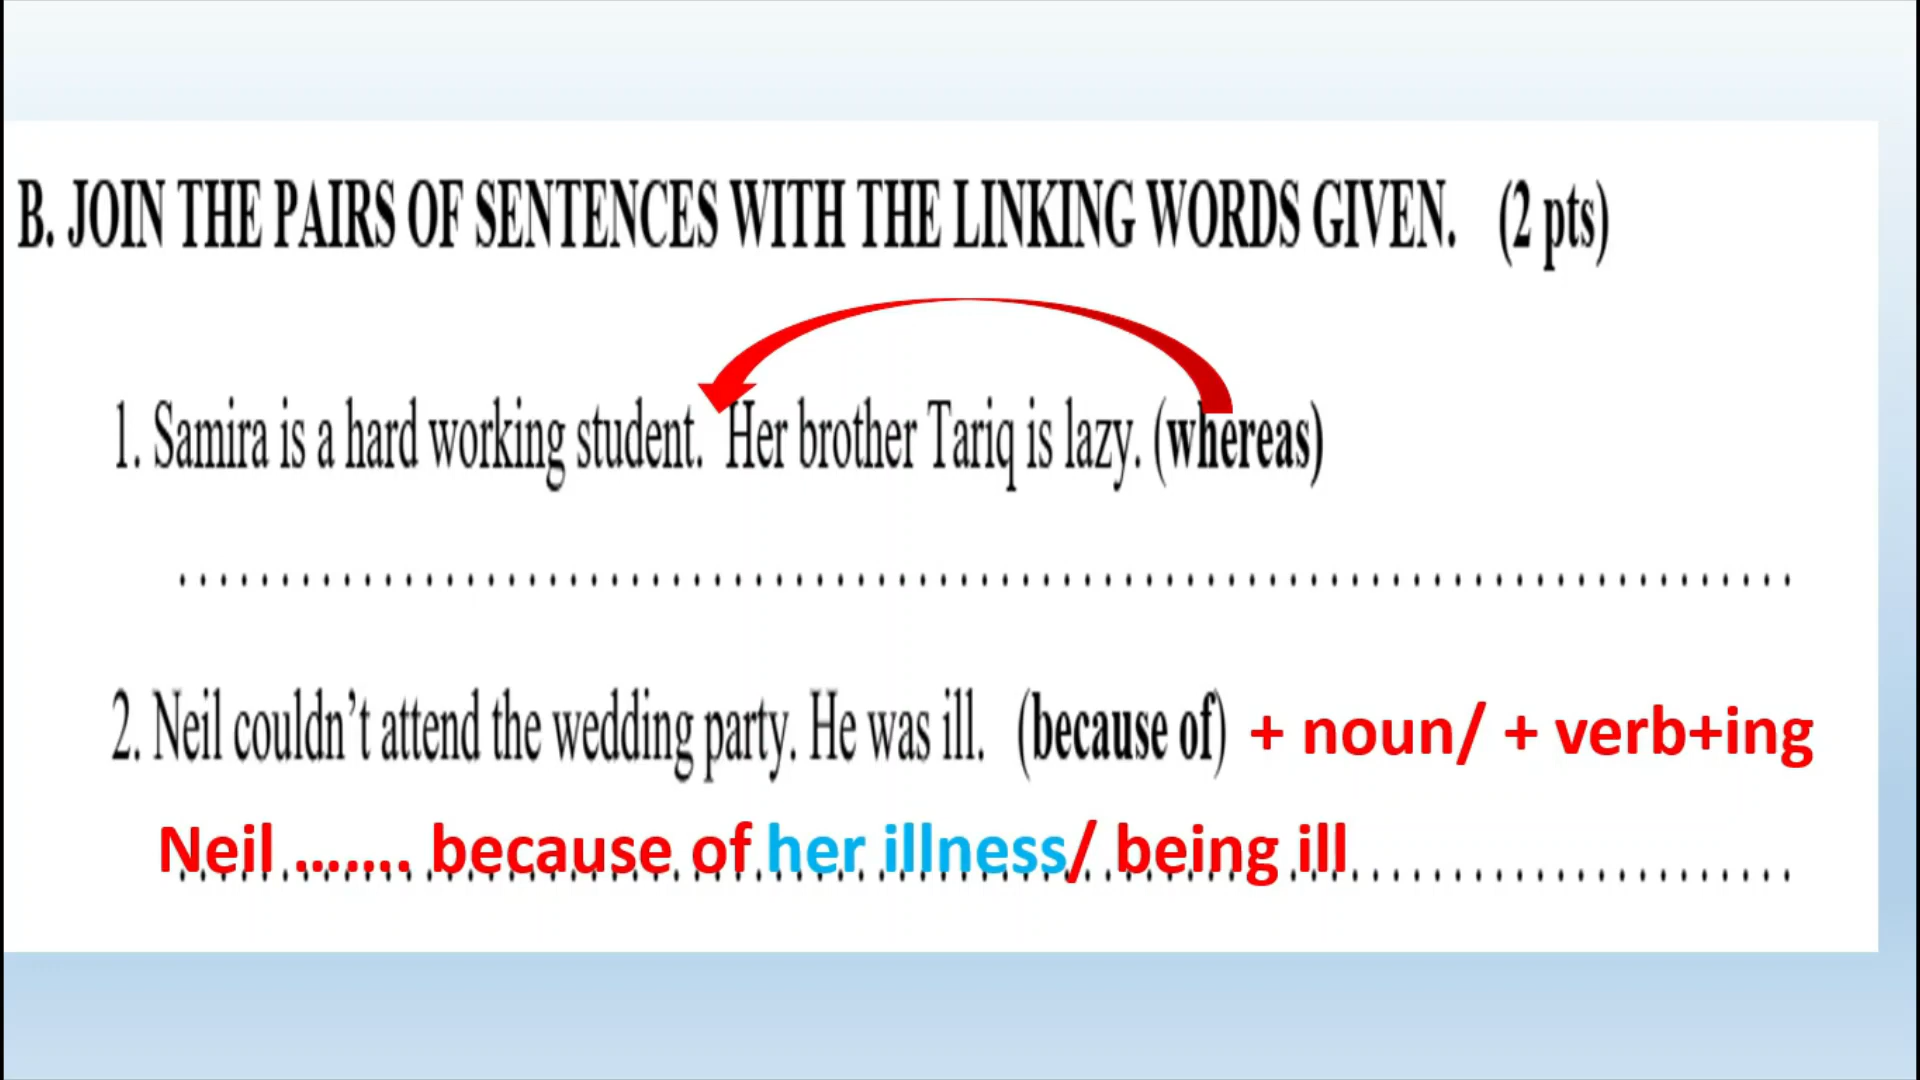 B. JOIN THE PAIRS OF SENTENCES WITH THE LINKING WORDS GIVEN. (2 pts)
1. Samira is a hard working student. Her brother Tariq is lazy. (whereas)
................................................................................
2. Neil couldn't attend the wedding party. He was ill. (because of) + noun/ + verb+ing
Neil ....... because of her illness/ being ill ......................